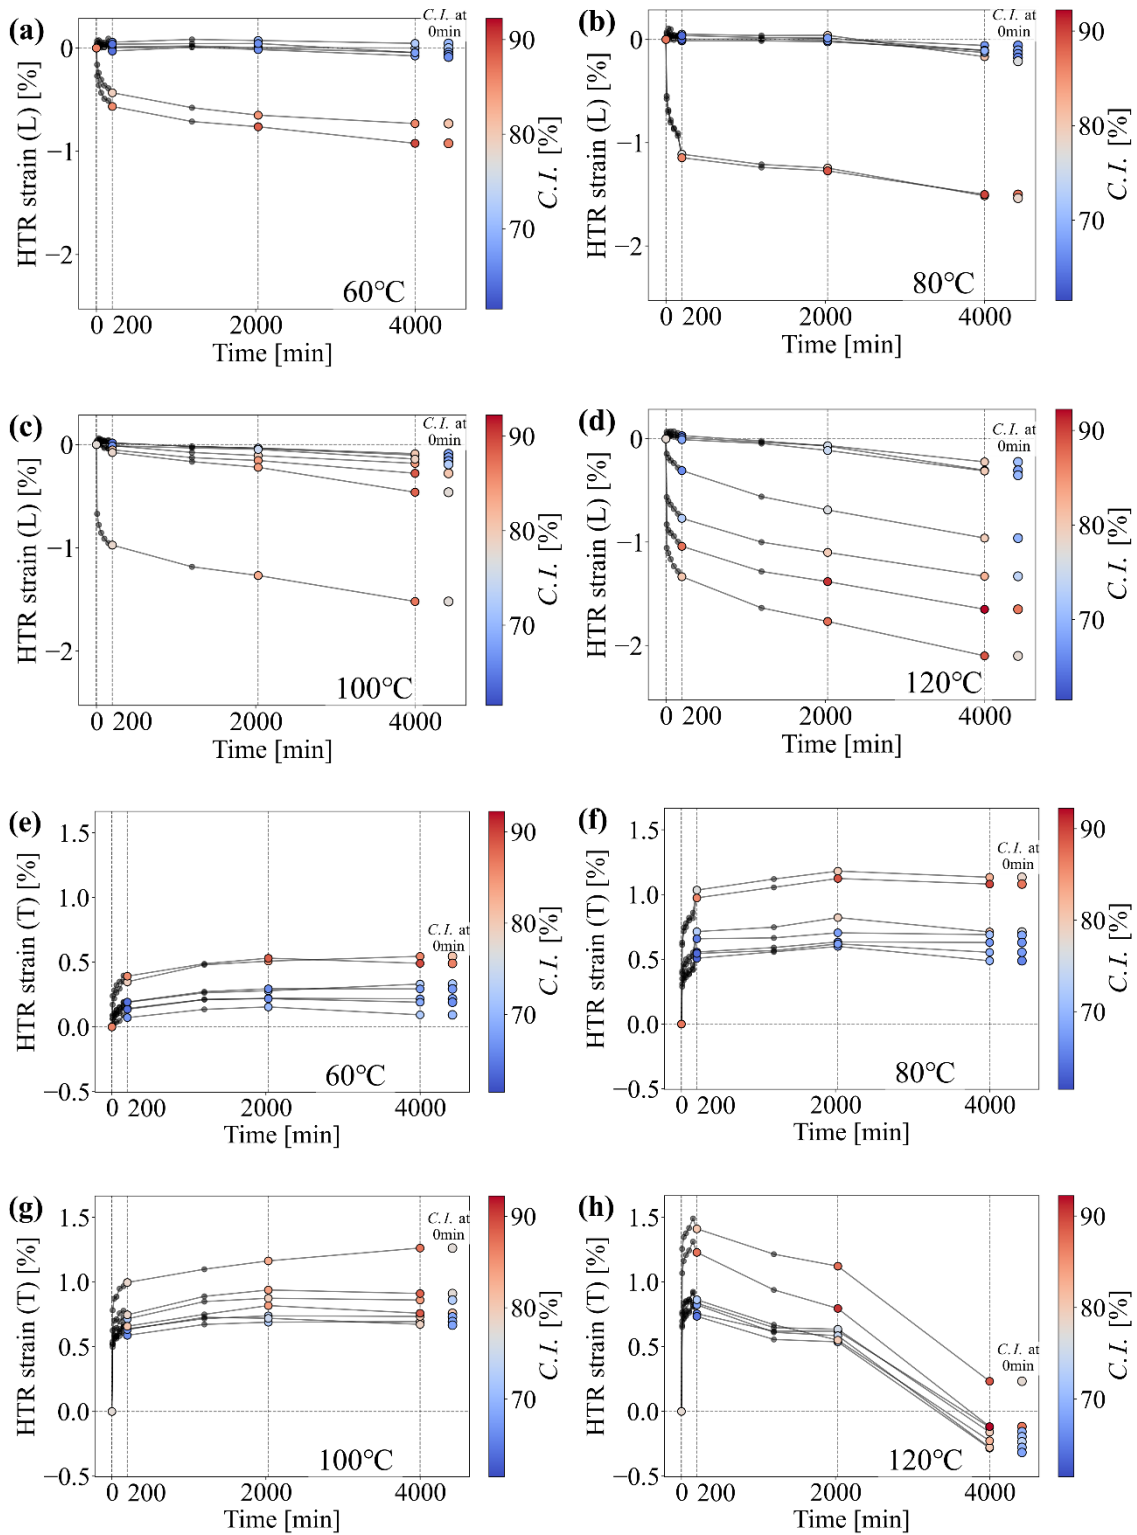 (a)
HTR strain (L) [%]
0
−1
−2
C.I. at
0min
60℃
0 200 2000 4000
Time [min]
90
80
70
C.I. [%]
(b)
HTR strain (L) [%]
0
−1
−2
C.I. at
0min
80℃
0 200 2000 4000
Time [min]
90
80
70
C.I. [%]
(c)
HTR strain (L) [%]
0
−1
−2
C.I. at
0min
100℃
0 200 2000 4000
Time [min]
90
80
70
C.I. [%]
(d)
HTR strain (L) [%]
0
−1
−2
C.I. at
0min
120℃
0 200 2000 4000
Time [min]
90
80
70
C.I. [%]
(e)
HTR strain (T) [%]
1.5
1.0
0.5
0.0
−0.5
C.I. at
0min
60℃
0 200 2000 4000
Time [min]
90
80
70
C.I. [%]
(f)
HTR strain (T) [%]
1.5
1.0
0.5
0.0
−0.5
C.I. at
0min
80℃
0 200 2000 4000
Time [min]
90
80
70
C.I. [%]
(g)
HTR strain (T) [%]
1.5
1.0
0.5
0.0
−0.5
C.I. at
0min
100℃
0 200 2000 4000
Time [min]
90
80
70
C.I. [%]
(h)
HTR strain (T) [%]
1.5
1.0
0.5
0.0
−0.5
C.I. at
0min
120℃
0 200 2000 4000
Time [min]
90
80
70
C.I. [%]